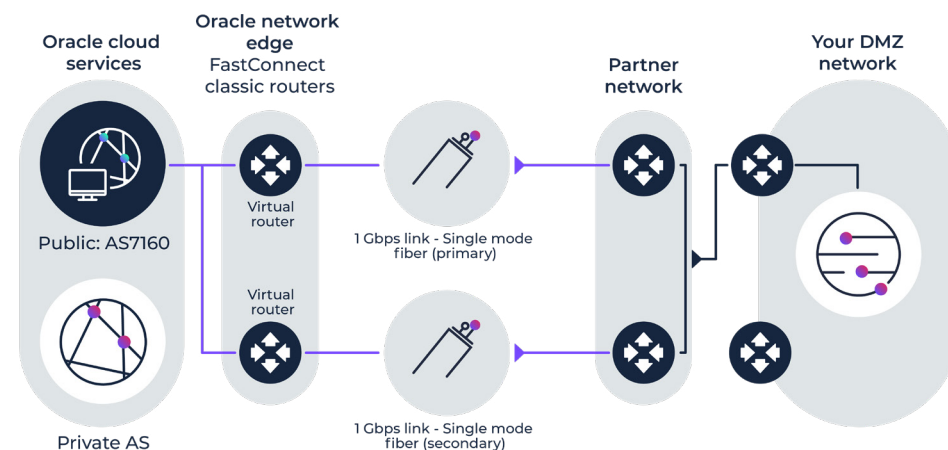 Oracle cloud
services
Oracle network
edge
FastConnect
classic routers
Partner
network
Your DMZ
network
Public: AS7160
Virtual
router
1 Gbps link - Single mode
fiber (primary)
Virtual
router
1 Gbps link - Single mode
fiber (secondary)
Private AS